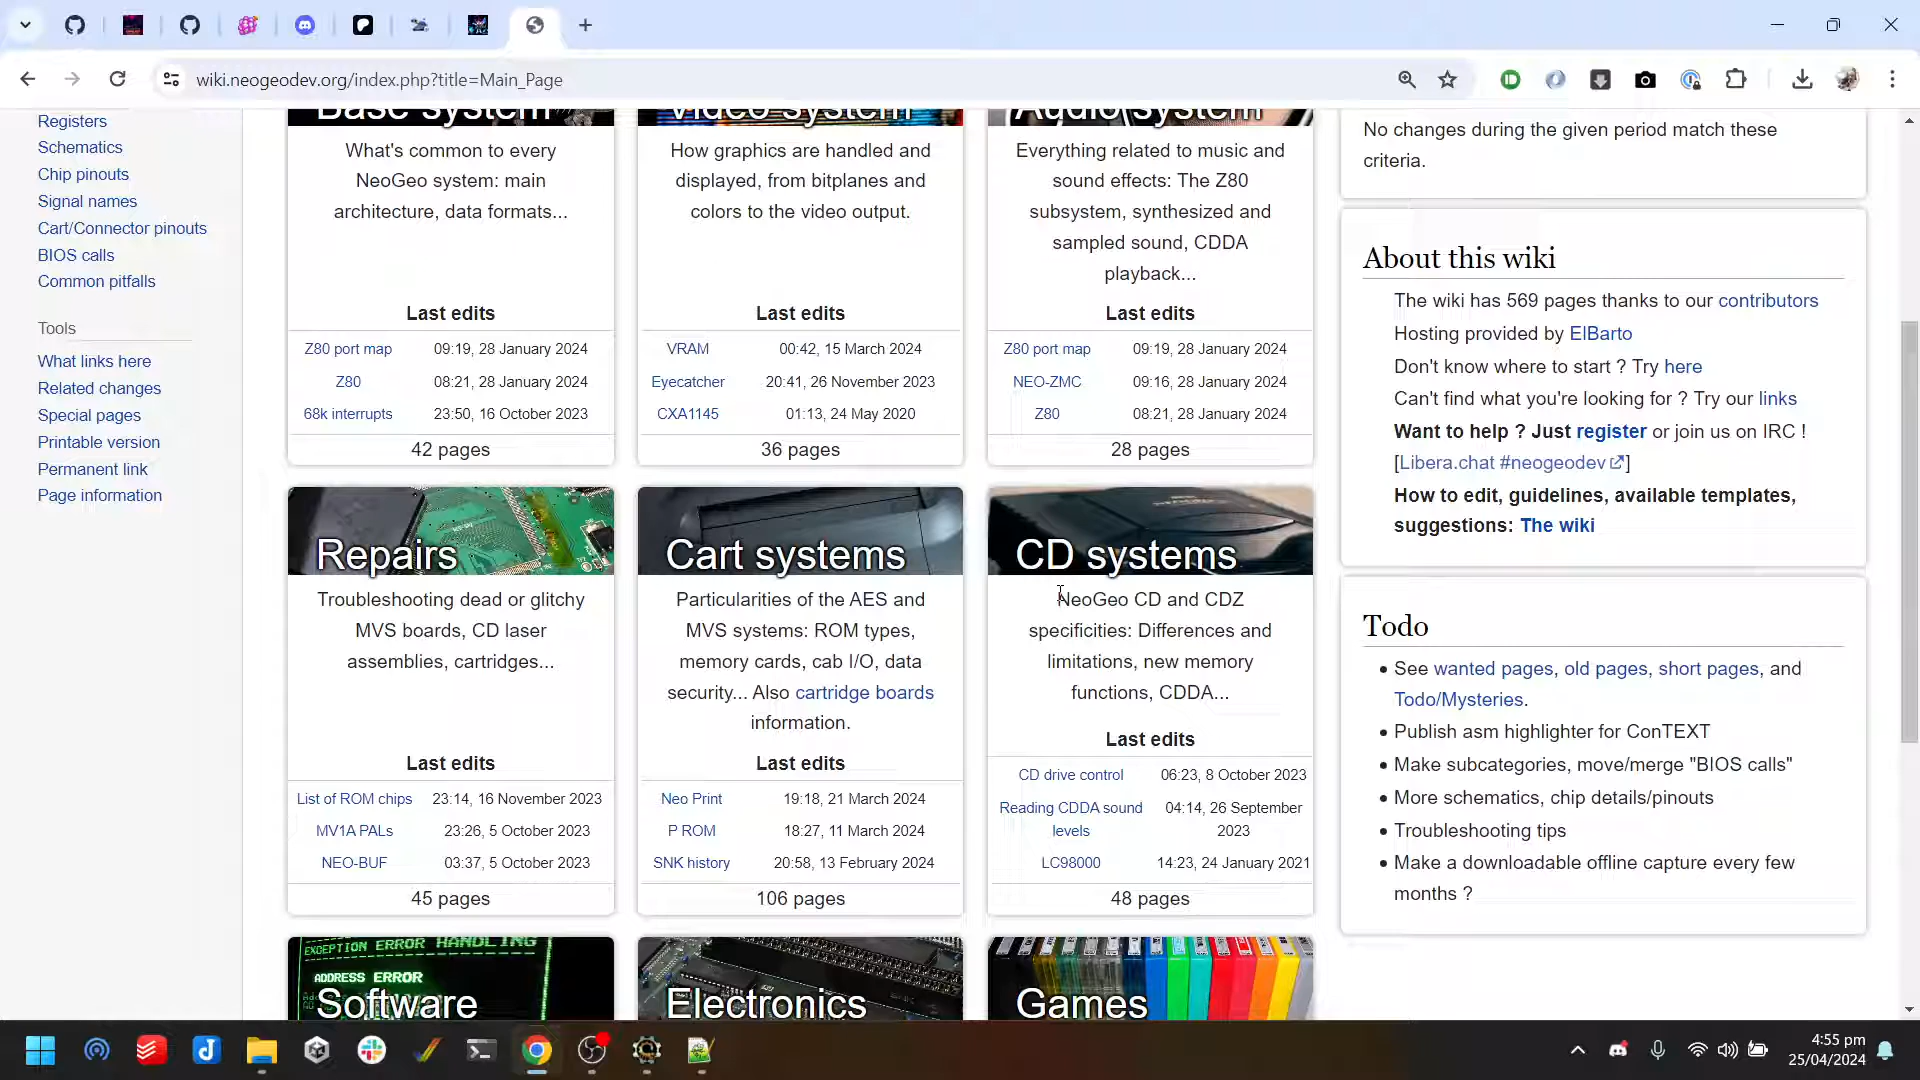 wiki.neogeodev.org/index.php?title=Main_Page
Registers
Schematics
Chip pinouts
Signal names
Cart/Connector pinouts
BIOS calls
Common pitfalls
Tools
What links here
Related changes
Special pages
Printable version
Permanent link
Page information
Base system
What's common to every
NeoGeo system: main
architecture, data formats...
Last edits
Z80 port map 09:19, 28 January 2024
Z80 08:21, 28 January 2024
68k interrupts 23:50, 16 October 2023
42 pages
Video system
How graphics are handled and
displayed, from bitplanes and
colors to the video output.
Last edits
VRAM 00:42, 15 March 2024
Eyecatcher 20:41, 26 November 2023
CXA1145 01:13, 24 May 2020
36 pages
Audio system
Everything related to music and
sound effects: The Z80
subsystem, synthesized and
sampled sound, CDDA
playback...
Last edits
Z80 port map 09:19, 28 January 2024
NEO-ZMC 09:16, 28 January 2024
Z80 08:21, 28 January 2024
28 pages
Repairs
Troubleshooting dead or glitchy
MVS boards, CD laser
assemblies, cartridges...
Last edits
List of ROM chips 23:14, 16 November 2023
MV1A PALs 23:26, 5 October 2023
NEO-BUF 03:37, 5 October 2023
45 pages
Cart systems
Particularities of the AES and
MVS systems: ROM types,
memory cards, cab I/O, data
security... Also cartridge boards
information.
Last edits
Neo Print 19:18, 21 March 2024
P ROM 18:27, 11 March 2024
SNK history 20:58, 13 February 2024
106 pages
CD systems
NeoGeo CD and CDZ
specificities: Differences and
limitations, new memory
functions, CDDA...
Last edits
CD drive control 06:23, 8 October 2023
Reading CDDA sound 04:14, 26 September
levels 2023
LC98000 14:23, 24 January 2021
48 pages
EXCEPTION ERROR HANDLING
ADDRESS ERROR
Software
Electronics
Games
No changes during the given period match these
criteria.
About this wiki
The wiki has 569 pages thanks to our contributors
Hosting provided by ElBarto
Don't know where to start ? Try here
Can't find what you're looking for ? Try our links
Want to help ? Just register or join us on IRC !
[Libera.chat #neogeodev]
How to edit, guidelines, available templates,
suggestions: The wiki
Todo
See wanted pages, old pages, short pages, and
Todo/Mysteries.
Publish asm highlighter for ConTEXT
Make subcategories, move/merge "BIOS calls"
More schematics, chip details/pinouts
Troubleshooting tips
Make a downloadable offline capture every few
months ?
4:55 pm
25/04/2024